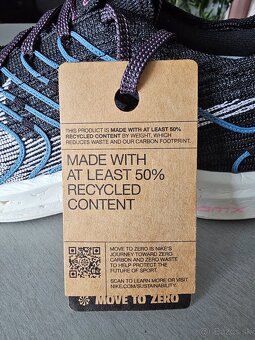 THIS PRODUCT IS MADE WITH AT LEAST 50%
RECYCLED CONTENT BY WEIGHT, WHICH
REDUCES WASTE AND OUR CARBON FOOTPRINT.
MADE WITH
AT LEAST 50%
RECYCLED
CONTENT
MOVE TO ZERO IS NIKE'S
JOURNEY TOWARD ZERO
CARBON AND ZERO WASTE
TO HELP PROTECT THE
FUTURE OF SPORT.
SCAN TO LEARN MORE OR VISIT
NIKE.COM/SUSTAINABILITY.
MOVE TO ZERO